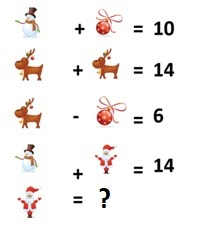 + = 10
+ = 14
- = 6
+ = 14
= ?